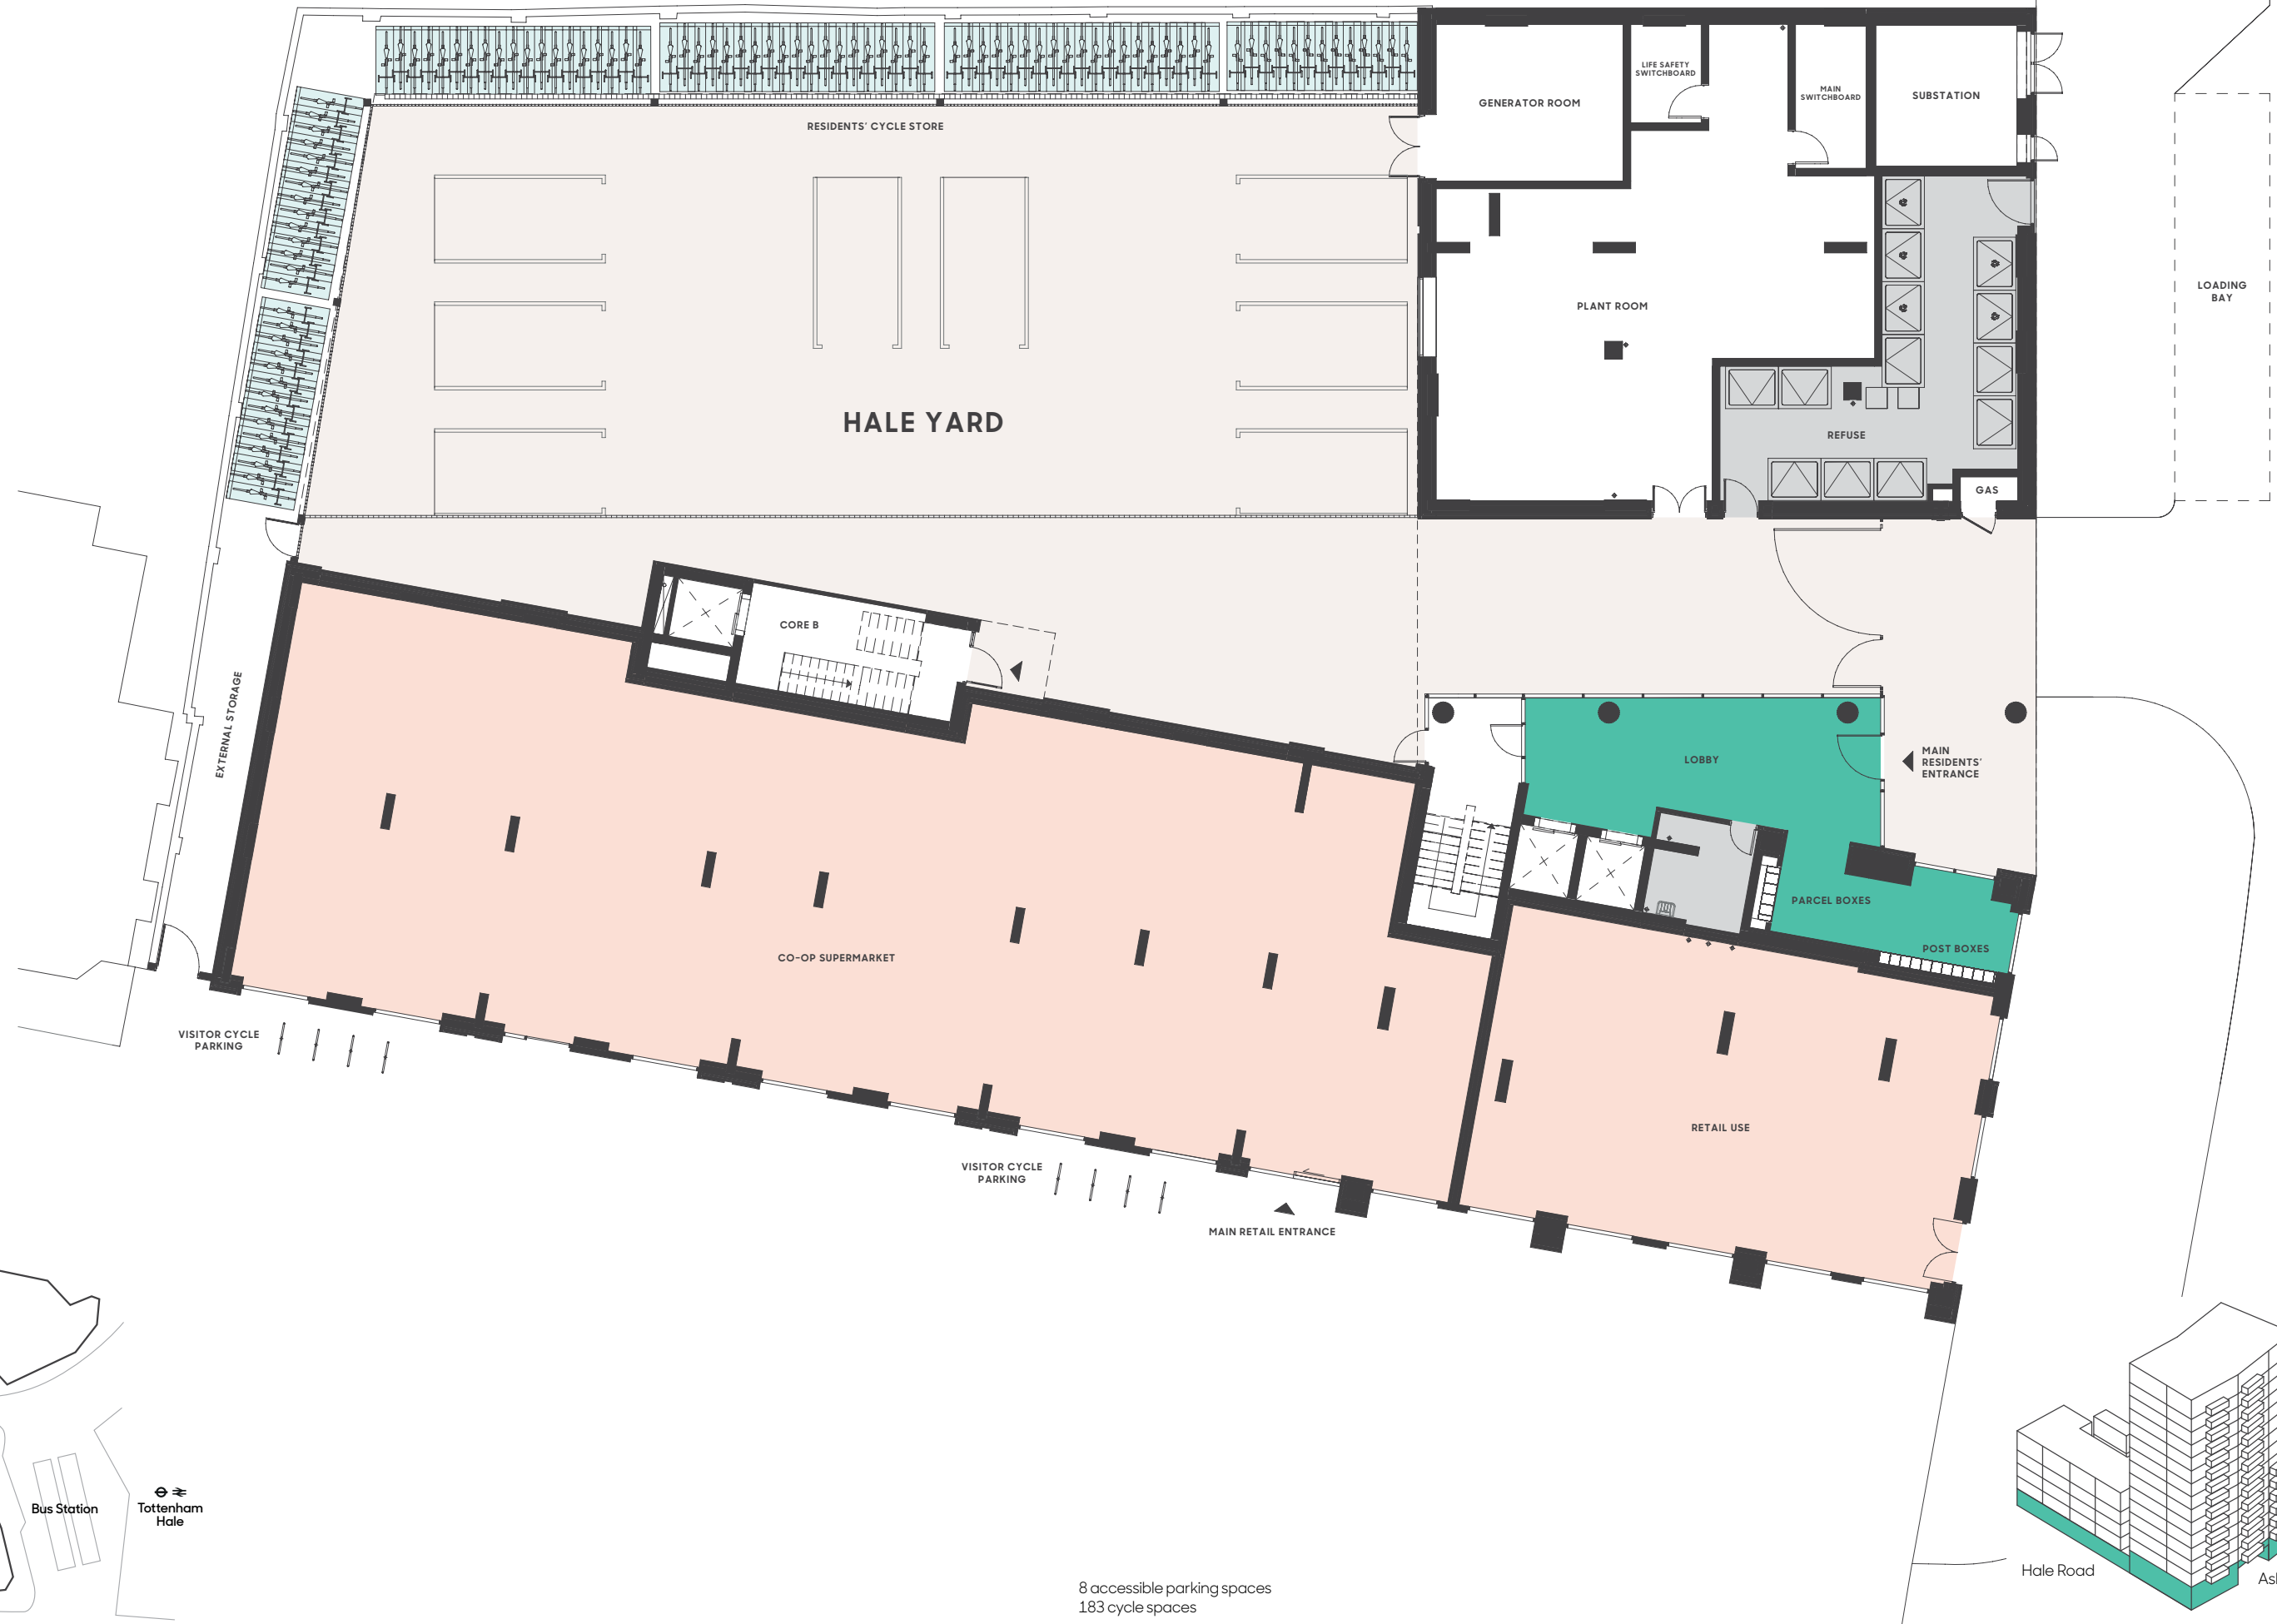 LIFE SAFETY
SWITCHBOARD
MAIN
SWITCHBOARD
GENERATOR ROOM
SUBSTATION
RESIDENTS' CYCLE STORE
LOADING
BAY
PLANT ROOM
HALE YARD
REFUSE
GAS
CORE B
EXTERNAL STORAGE
LOBBY
MAIN
RESIDENTS'
ENTRANCE
PARCEL BOXES
POST BOXES
CO-OP SUPERMARKET
VISITOR CYCLE
PARKING
RETAIL USE
VISITOR CYCLE
PARKING
MAIN RETAIL ENTRANCE
Bus Station
Tottenham
Hale
Hale Road
8 accessible parking spaces
183 cycle spaces